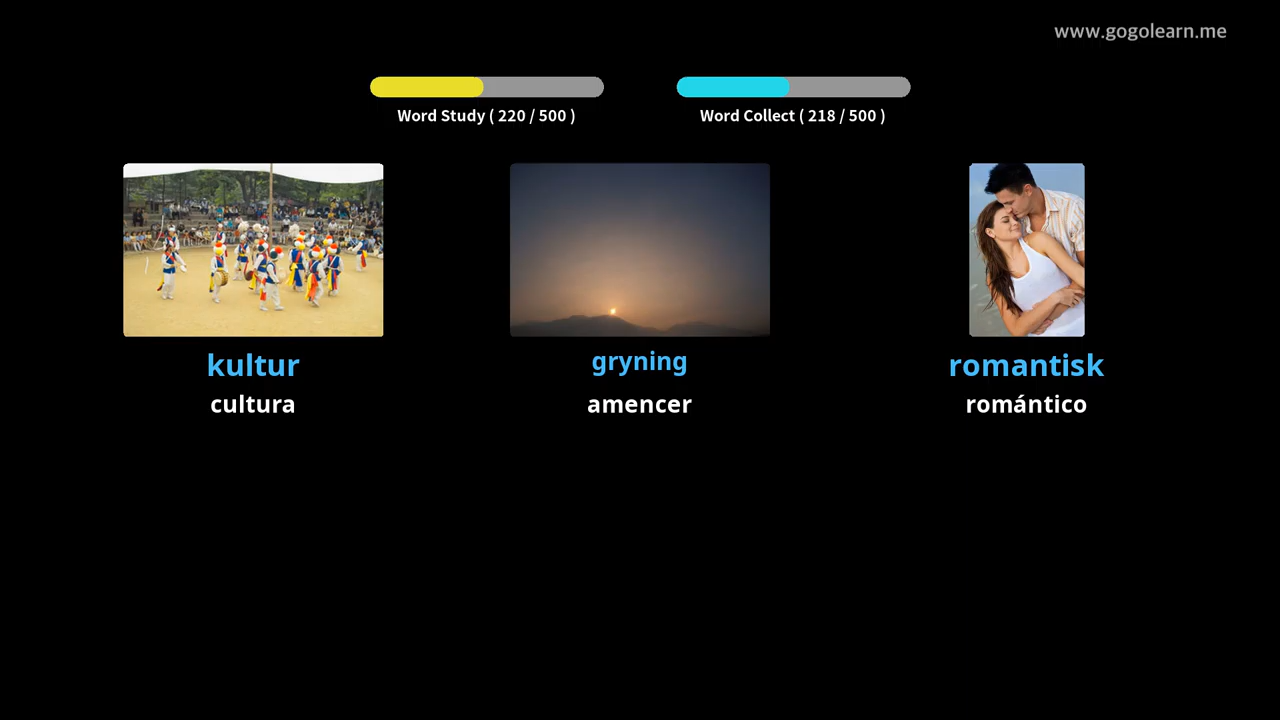 www.gogolearn.me
Word Study ( 220 / 500 )
Word Collect ( 218 / 500 )
kultur
cultura
gryning
amencer
romantisk
romántico